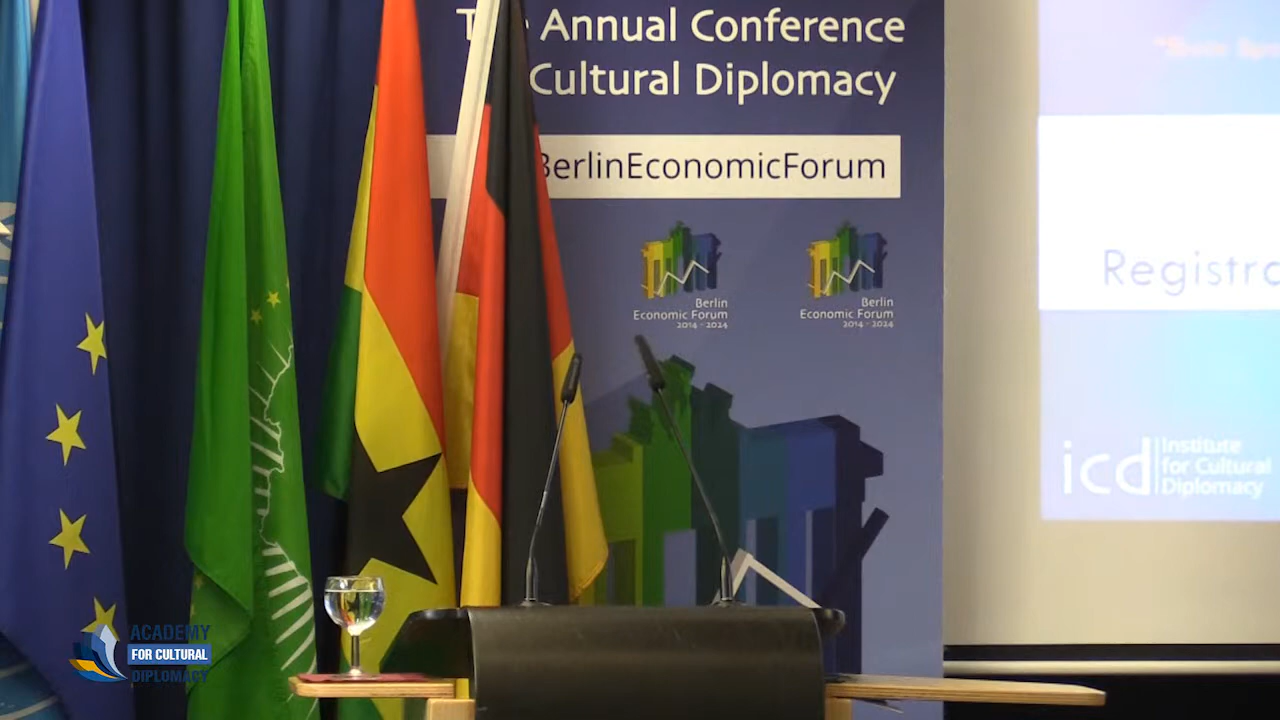 Annual Conference
Cultural Diplomacy
BerlinEconomicForum
Berlin
Economic Forum
2014 - 2024
Berlin
Economic Forum
2014 - 2024
Registra
icd
Institute
for Cultural
Diplomacy
ACADEMY
FOR CULTURAL
DIPLOMACY